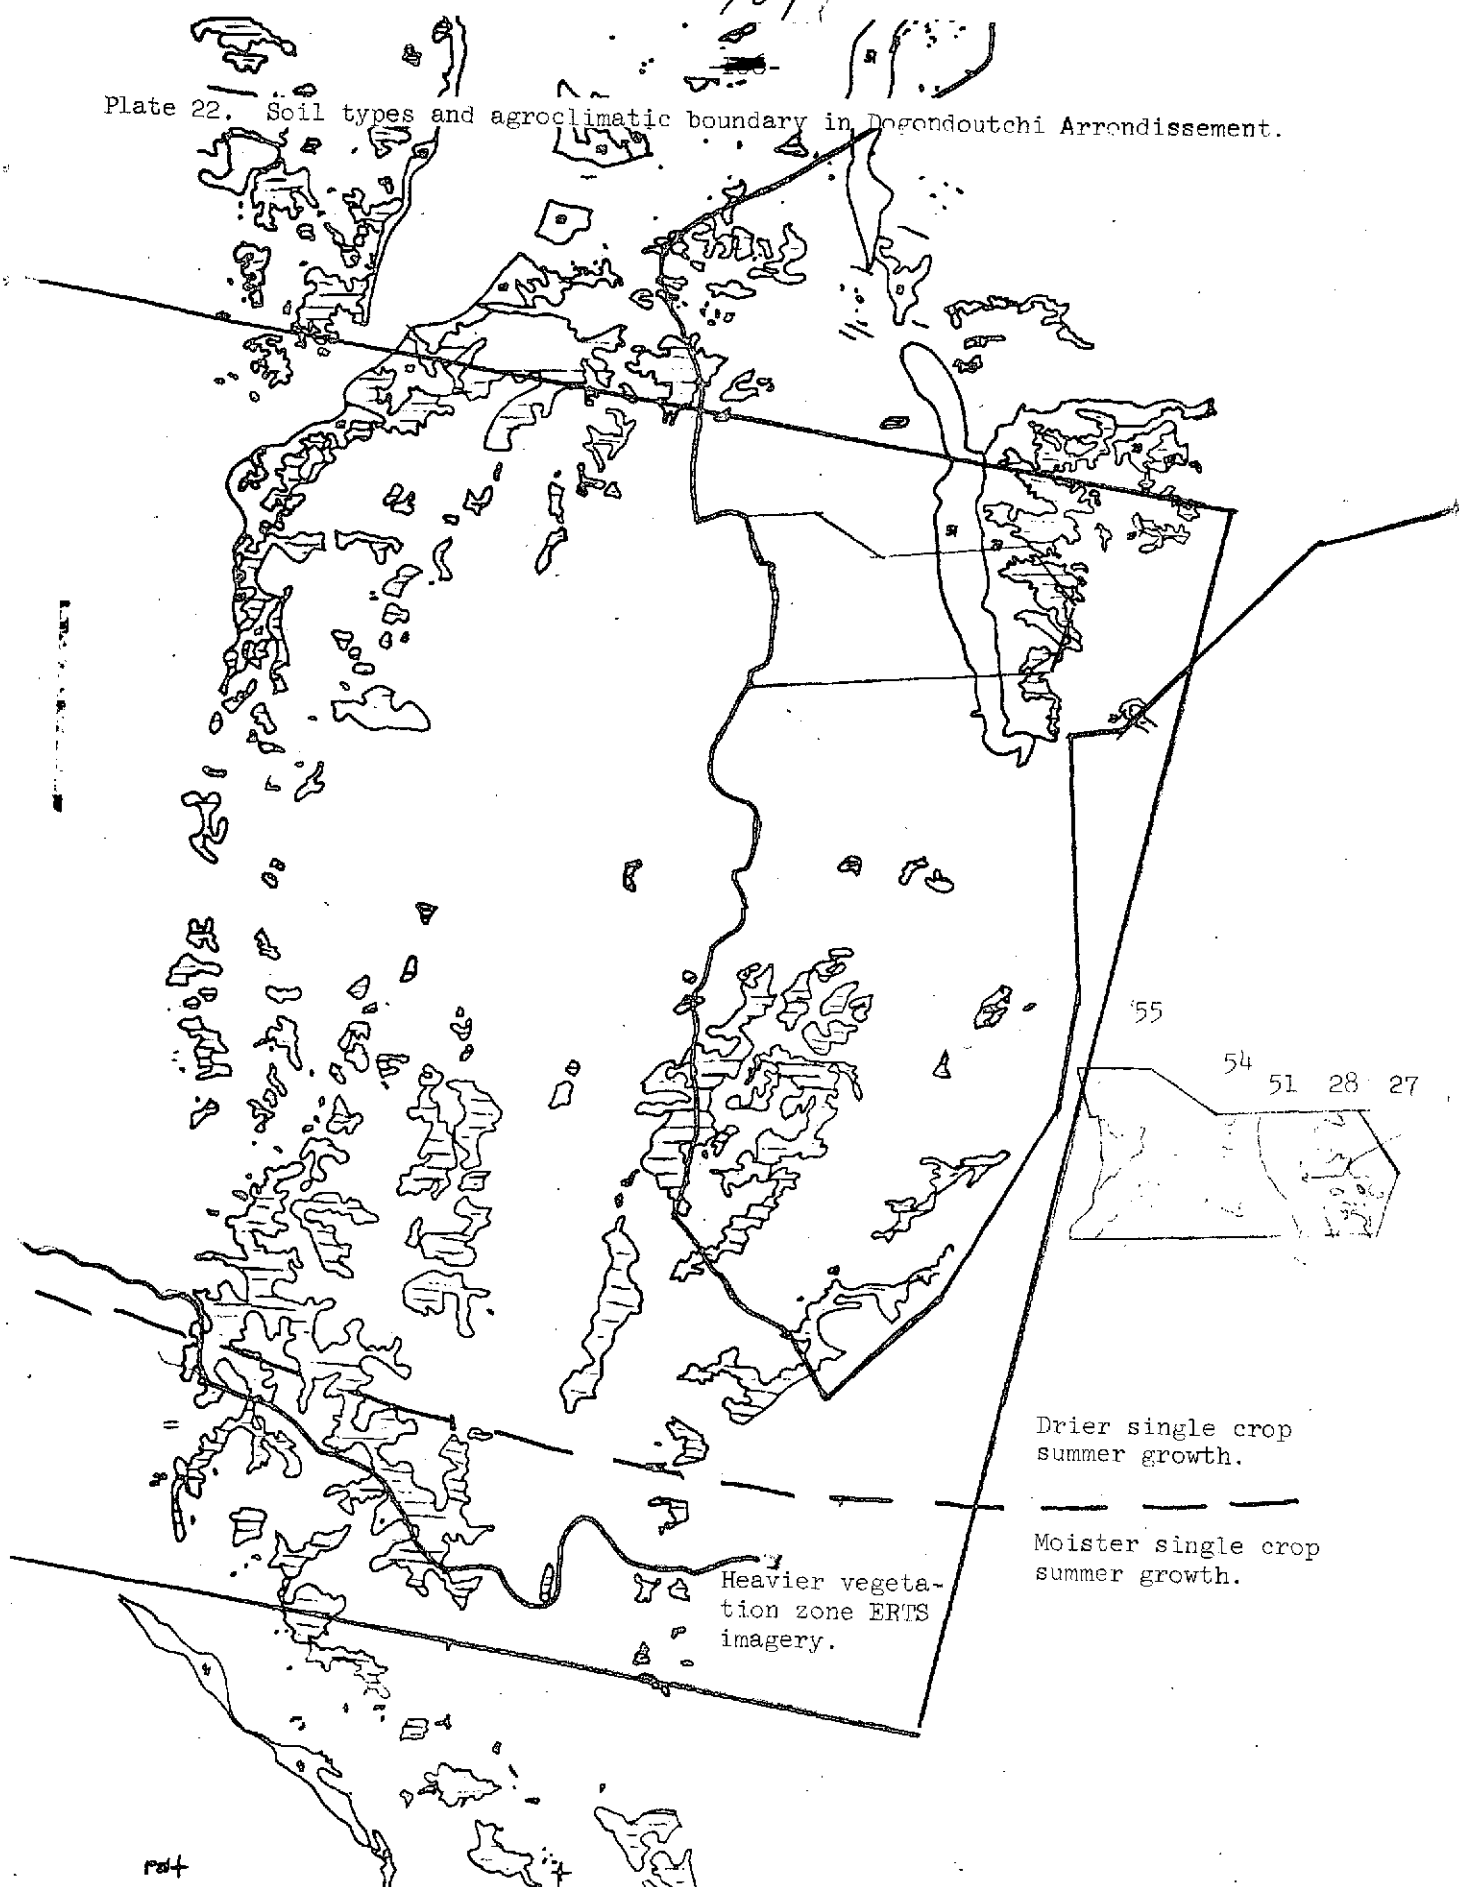 Plate 22. Soil types and agroclimatic boundary in Dogondoutchi Arrondissement.
55
54
51 28 27
Drier single crop
summer growth.
Moister single crop
summer growth.
Heavier vegeta-
tion zone ERTS
imagery.